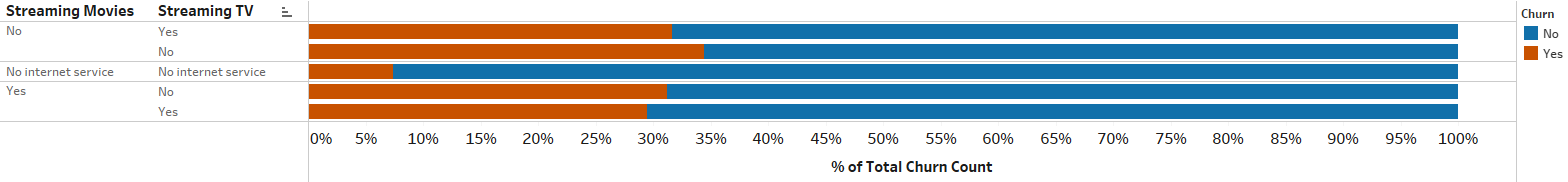 Streaming Movies Streaming TV
No Yes
No
No internet service No internet service
Yes No
Yes
0% 5% 10% 15% 20% 25% 30% 35% 40% 45% 50% 55% 60% 65% 70% 75% 80% 85% 90% 95% 100%
% of Total Churn Count
Churn
No
Yes